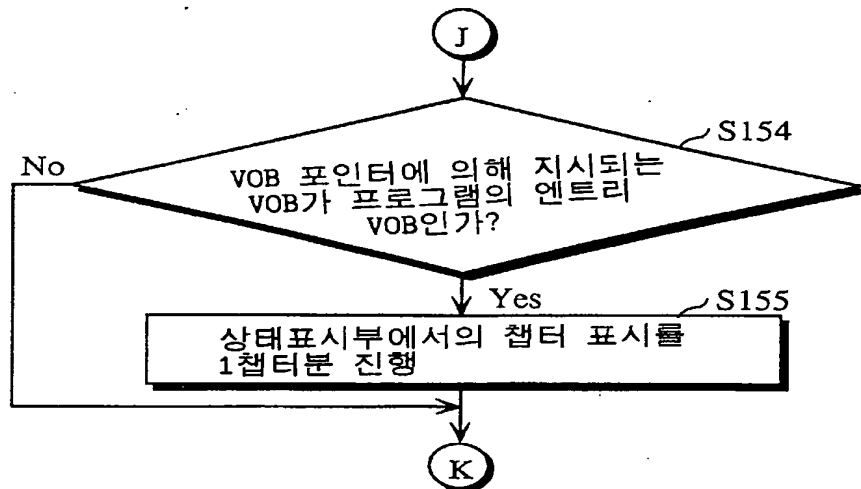 J
S154
No
VOB 포인터에 의해 지시되는
VOB가 프로그램의 엔트리
VOB인가?
Yes
S155
상태표시부에서의 챕터 표시를
1챕터분 진행
K